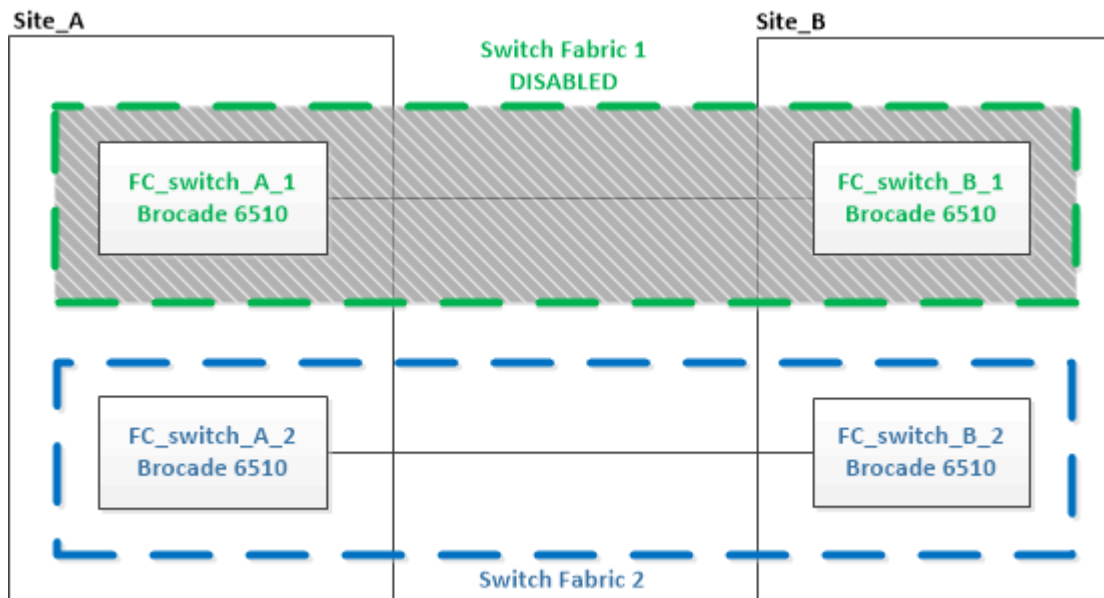 Site_A
Site_B
Switch Fabric 1
DISABLED
FC_switch_A_1
Brocade 6510
FC_switch_B_1
Brocade 6510
FC_switch_A_2
Brocade 6510
FC_switch_B_2
Brocade 6510
Switch Fabric 2